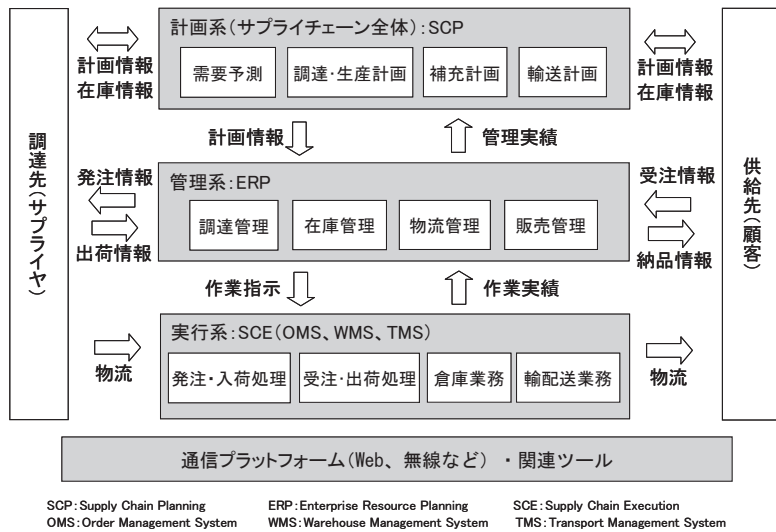 計画系(サプライチェーン全体):SCP
需要予測
調達・生産計画
補充計画
輸送計画
計画情報
在庫情報
計画情報
在庫情報
計画情報
管理実績
調達先(サプライヤ)
供給先(顧客)
発注情報
出荷情報
管理系:ERP
調達管理
在庫管理
物流管理
販売管理
受注情報
納品情報
作業指示
作業実績
物流
実行系:SCE(OMS、WMS、TMS)
発注・入荷処理
受注・出荷処理
倉庫業務
輸配送業務
物流
通信プラットフォーム(Web、無線など) ・関連ツール
SCP:Supply Chain Planning ERP:Enterprise Resource Planning SCE:Supply Chain Execution
OMS:Order Management System WMS:Warehouse Management System TMS:Transport Management System